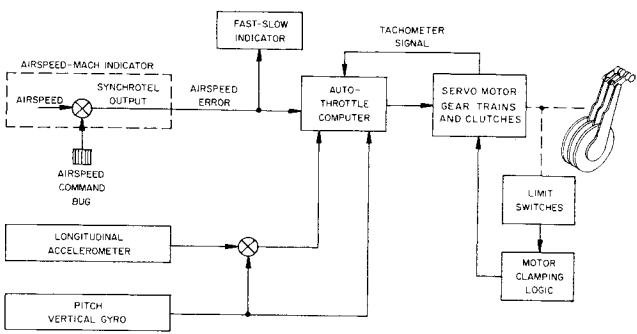 FAST-SLOW
INDICATOR
TACHOMETER
SIGNAL
AIRSPEED-MACH INDICATOR
SYNCHROTEL
OUTPUT
AIRSPEED
AIRSPEED
ERROR
AUTO-
THROTTLE
COMPUTER
SERVO MOTOR
GEAR TRAINS
AND CLUTCHES
AIRSPEED
COMMAND
BUG
LIMIT
SWITCHES
LONGITUDINAL
ACCELEROMETER
MOTOR
CLAMPING
LOGIC
PITCH
VERTICAL GYRO